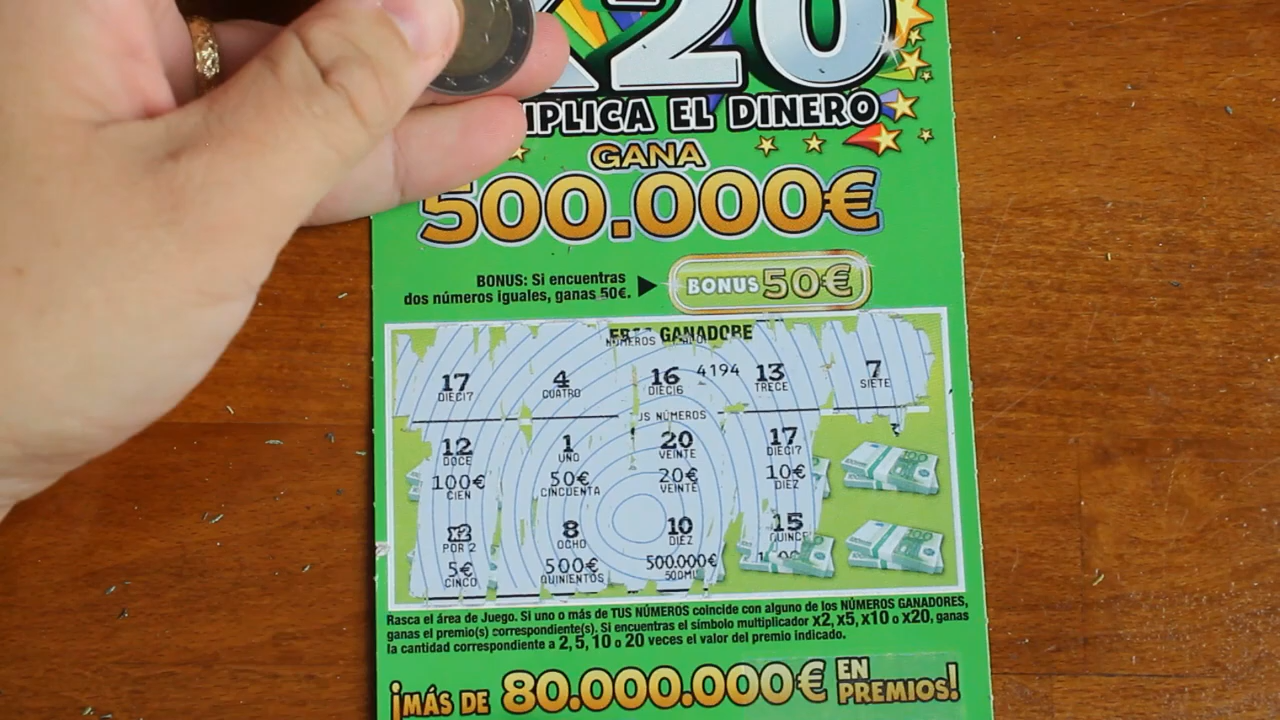 X20
EL DINERO
GANA
500.000€
BONUS: Si encuentras
dos números iguales, ganas 50€.
BONUS 50€
NÚMEROS
17 4 16 4194 13 7
DIECI7 CUATRO DIECI6 TRECE SIETE
US NÚMEROS
12 1 20 17
DOCE UNO VEINTE DIECI7
100€ 50€ 20€ 10€
CIEN CINCUENTA VEINTE DIEZ
X2 8 10 15
POR 2 OCHO DIEZ QUINCE
5€ 500€ 500.000€
CINCO QUINIENTOS 500MIL
Rasca el área de Juego. Si uno o más de TUS NÚMEROS coincide con alguno de los NÚMEROS GANADORES,
ganas el premio(s) correspondiente(s). Si encuentras el símbolo multiplicador x2, x5, x10 o x20, ganas
la cantidad correspondiente a 2, 5, 10 o 20 veces el valor del premio indicado.
¡MÁS DE 80.000.000€ EN PREMIOS!